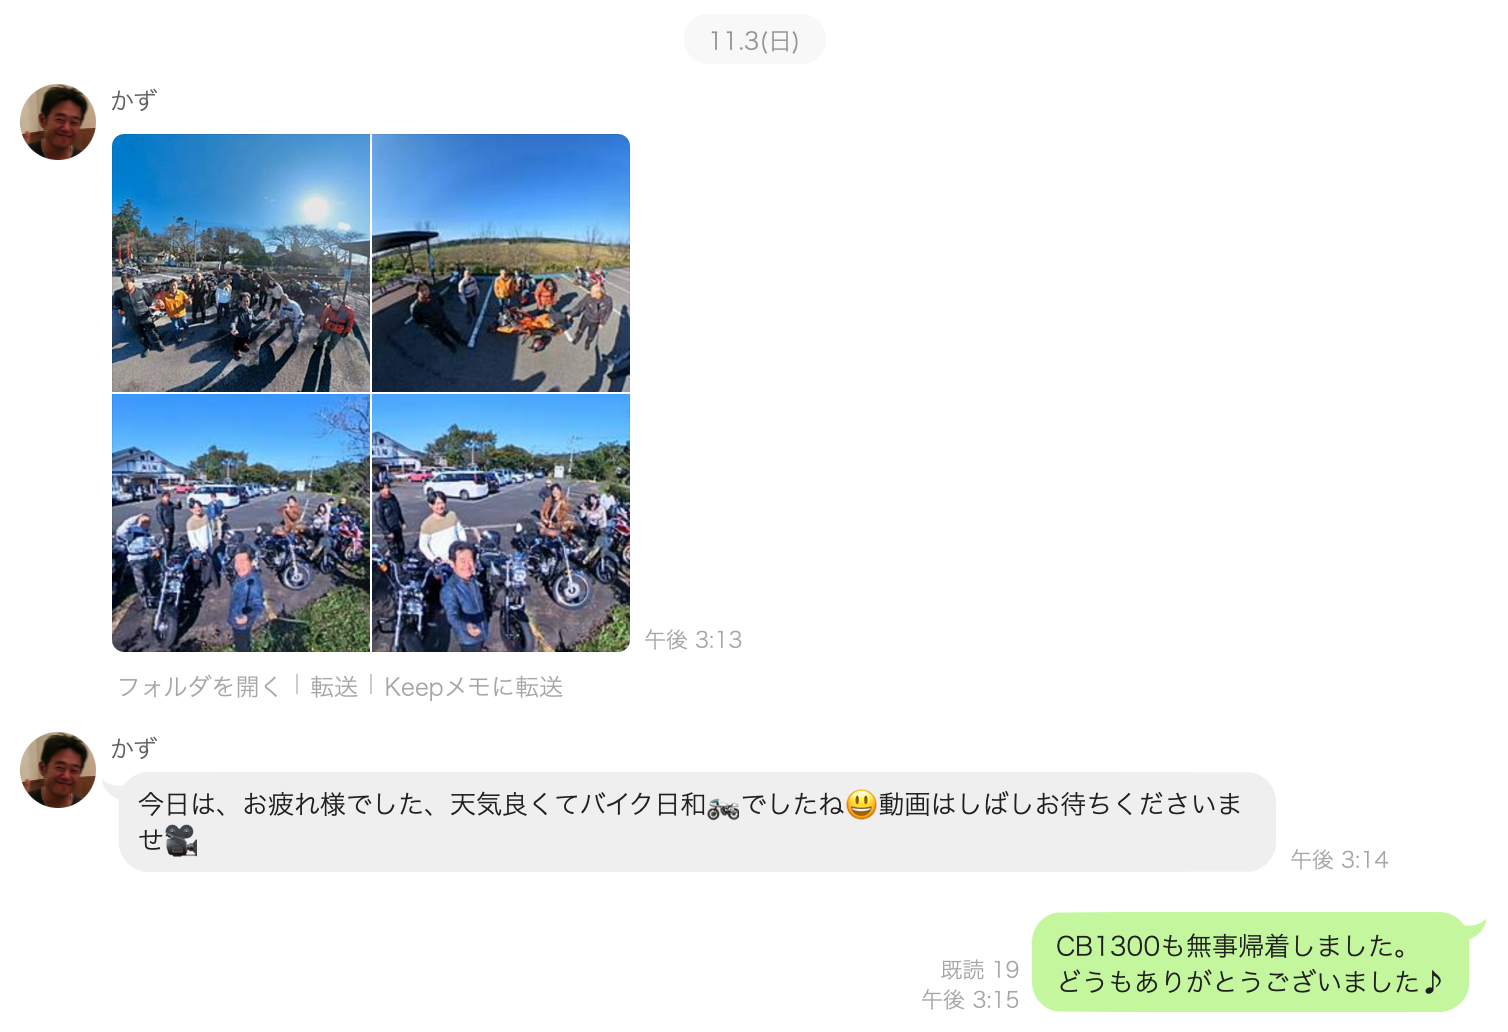 11.3(日)
かず
午後 3:13
フォルダを開く | 転送 | Keepメモに転送
かず
今日は、お疲れ様でした、天気良くてバイク日和🏍でしたね😃動画はしばしお待ちくださいま
せ🎥
午後 3:14
CB1300も無事帰着しました。
どうもありがとうございました♪
既読 19
午後 3:15